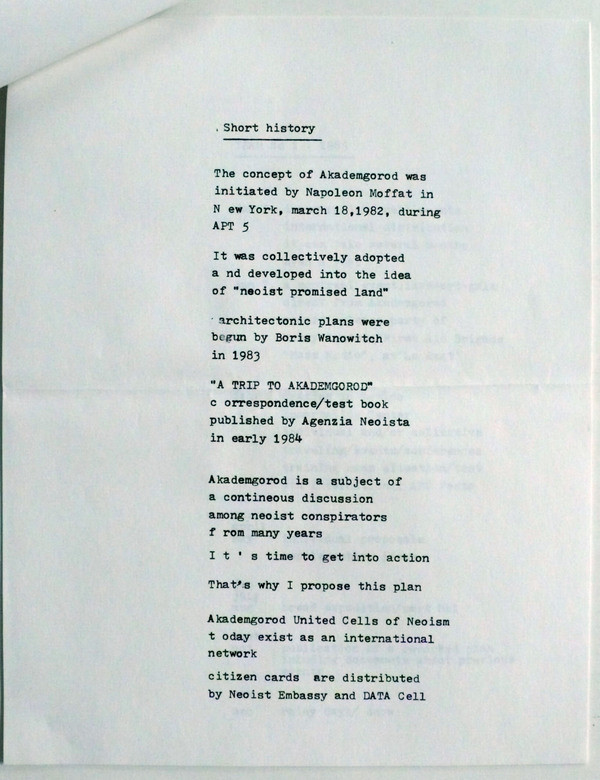 . Short history
The concept of Akademgorod was
initiated by Napoleon Moffat in
N ew York, march 18,1982, during
APT 5
It was collectively adopted
a nd developed into the idea
of "neoist promised land"
architectonic plans were
begun by Boris Wanowitch
in 1983
"A TRIP TO AKADEMGOROD"
c orrespondence/test book
published by Agenzia Neoista
in early 1984
Akademgorod is a subject of
a contineous discussion
among neoist conspirators
f rom many years
I t ' s time to get into action
That's why I propose this plan
Akademgorod United Cells of Neoism
t oday exist as an international
network
citizen cards  are distributed
by Neoist Embassy and DATA Cell